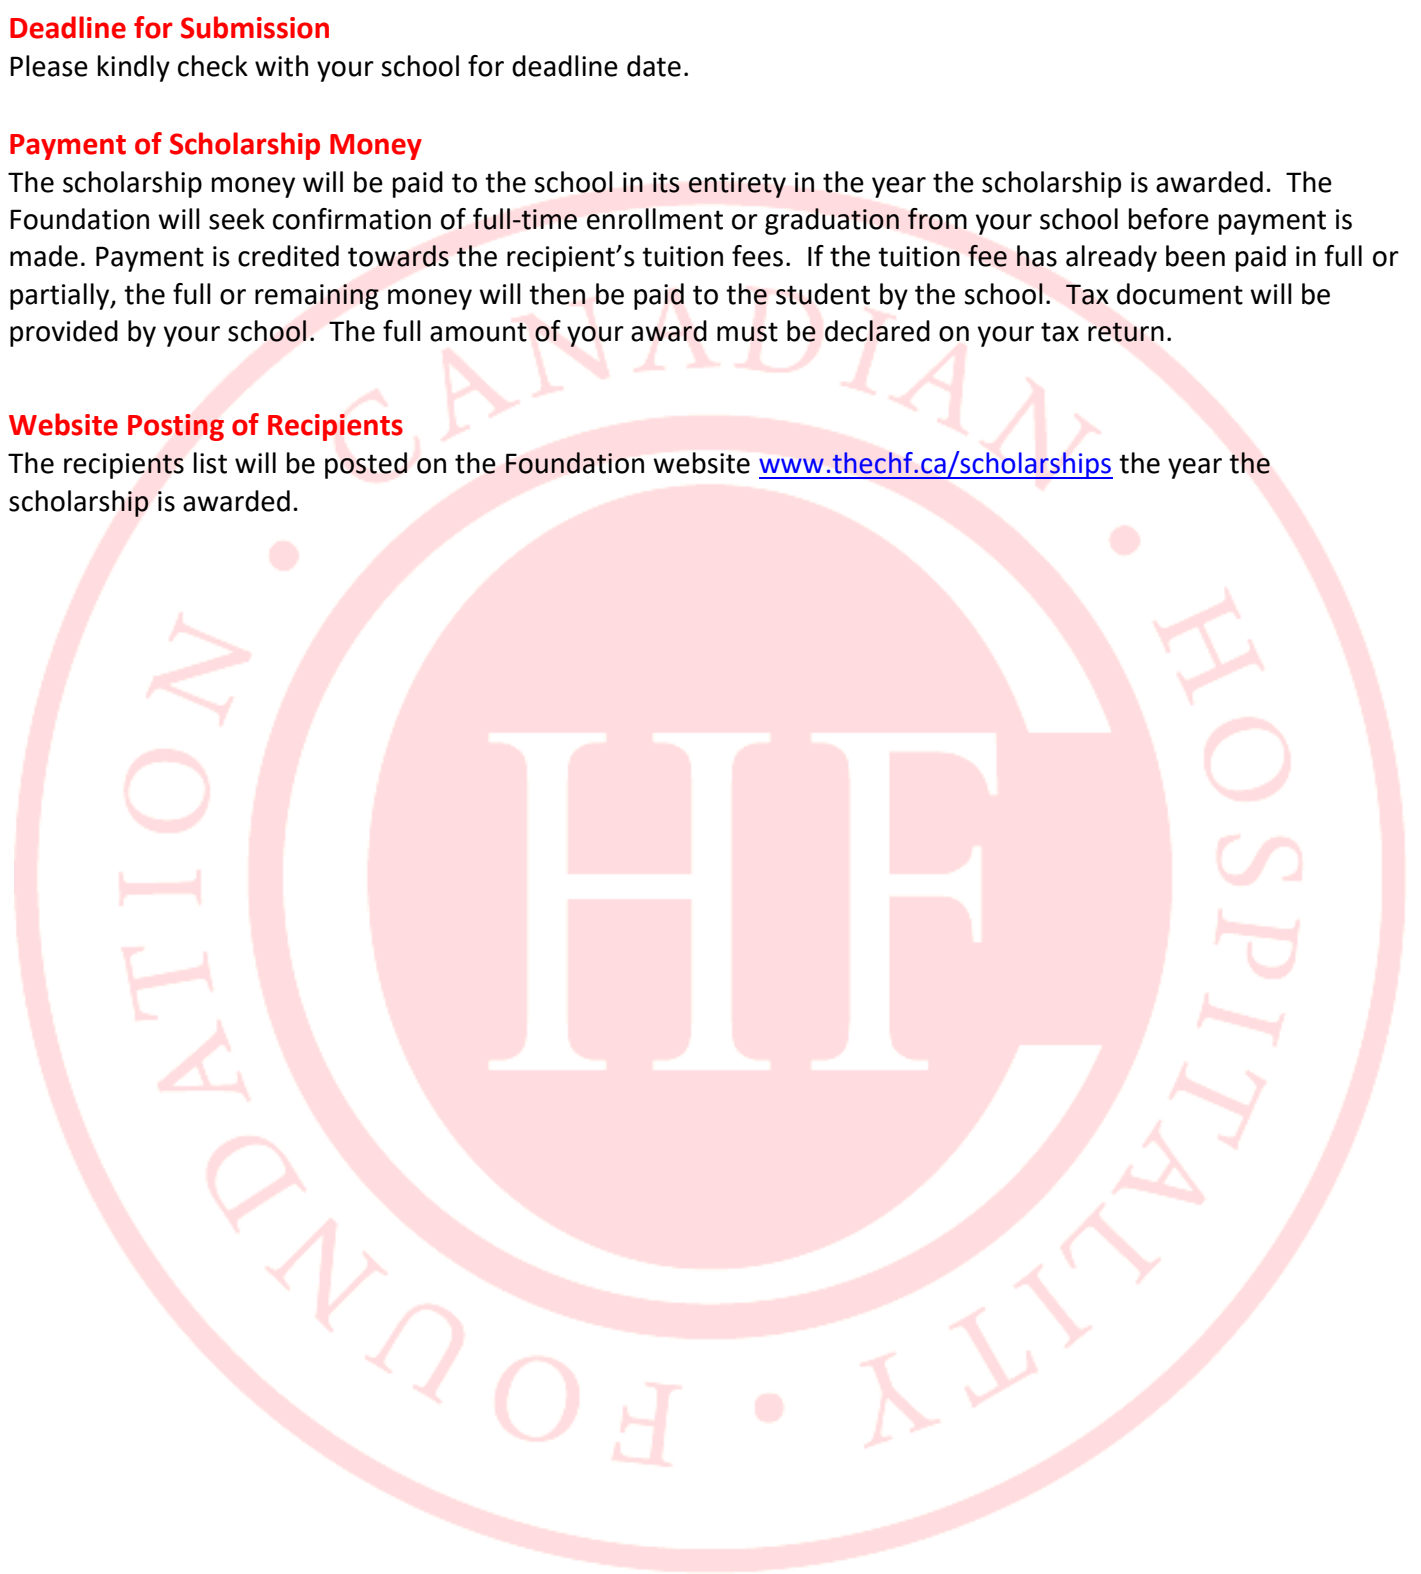 Deadline for Submission
Please kindly check with your school for deadline date.
Payment of Scholarship Money
The scholarship money will be paid to the school in its entirety in the year the scholarship is awarded.  The
Foundation will seek confirmation of full-time enrollment or graduation from your school before payment is
made. Payment is credited towards the recipient’s tuition fees.  If the tuition fee has already been paid in full or
partially, the full or remaining money will then be paid to the student by the school.  Tax document will be
provided by your school.  The full amount of your award must be declared on your tax return.
Website Posting of Recipients
The recipients list will be posted on the Foundation website www.thechf.ca/scholarships the year the
scholarship is awarded.
CANADIAN • HOSPITALITY • FOUNDATION •
CHF